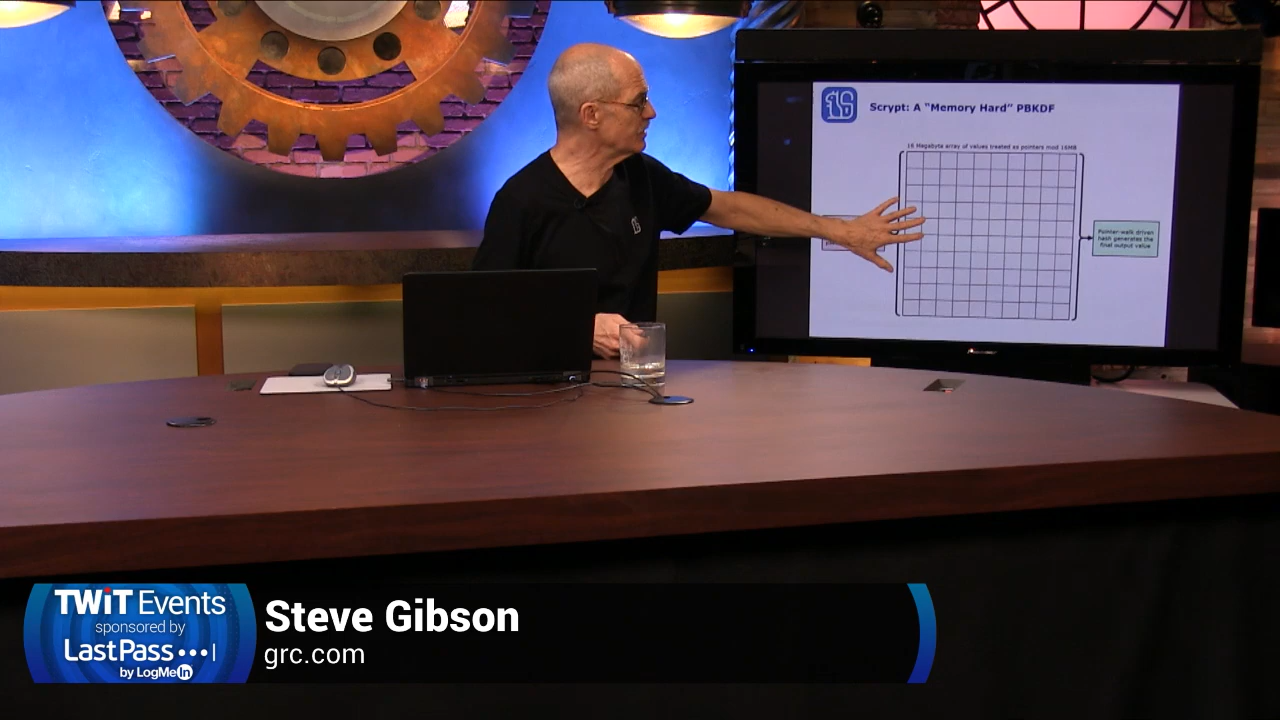 Scrypt: A "Memory Hard" PBKDF
16 Megabyte array of values treated as pointers mod 16MB
Pointer-walk driven
hash generates the
final output value
TWiT Events
sponsored by
LastPass •••|
by LogMeIn
Steve Gibson
grc.com